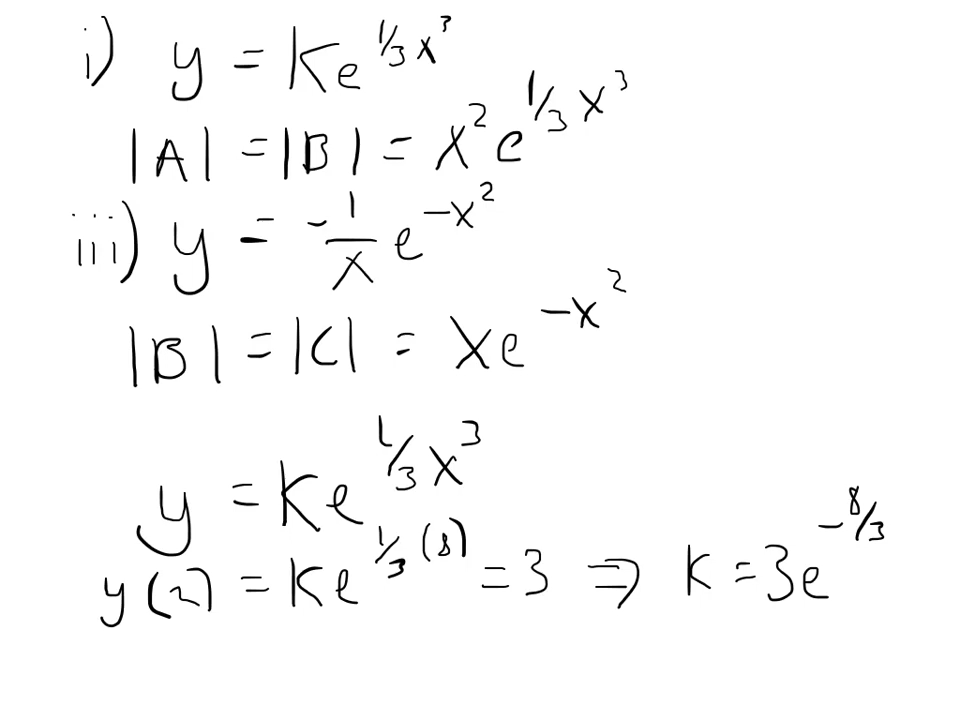 i) y = Ke^{1/3 x^3}
|A| = |B| = x^2 e^{1/3 x^3}
iii) y = -\frac{1}{x} e^{-x^2}
|B| = |C| = xe^{-x^2}
y = Ke^{1/3 x^3}
y(2) = Ke^{1/3 (8)} = 3 ⇒ K = 3e^{-8/3}